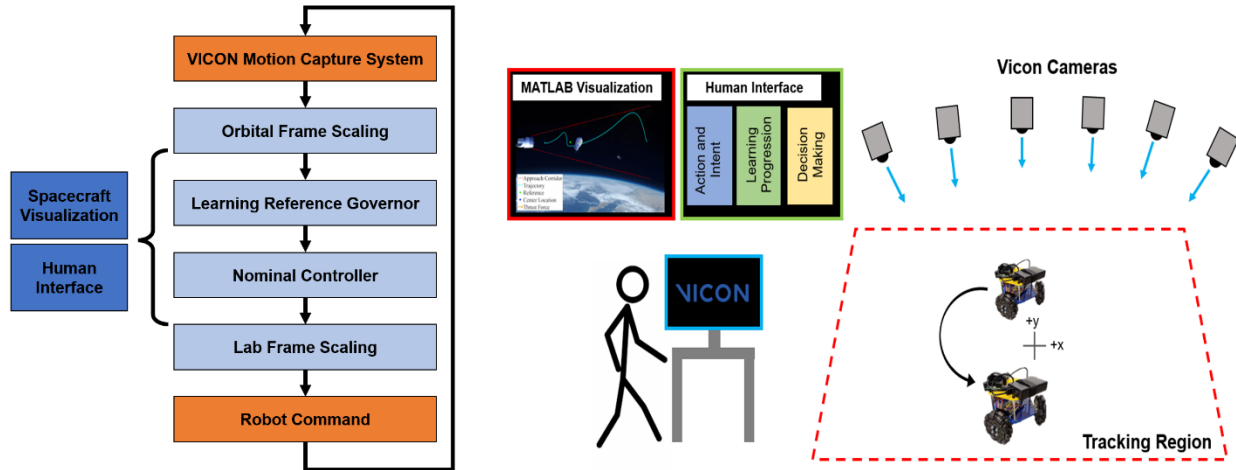 VICON Motion Capture System
Orbital Frame Scaling
Learning Reference Governor
Nominal Controller
Lab Frame Scaling
Robot Command
Spacecraft
Visualization
Human
Interface
MATLAB Visualization
Approach Corridor
Trajectory
Reference
Center Location
Thrust Force
Human Interface
Action and
Intent
Learning
Progression
Decision
Making
VICON
Vicon Cameras
+y
+x
Tracking Region